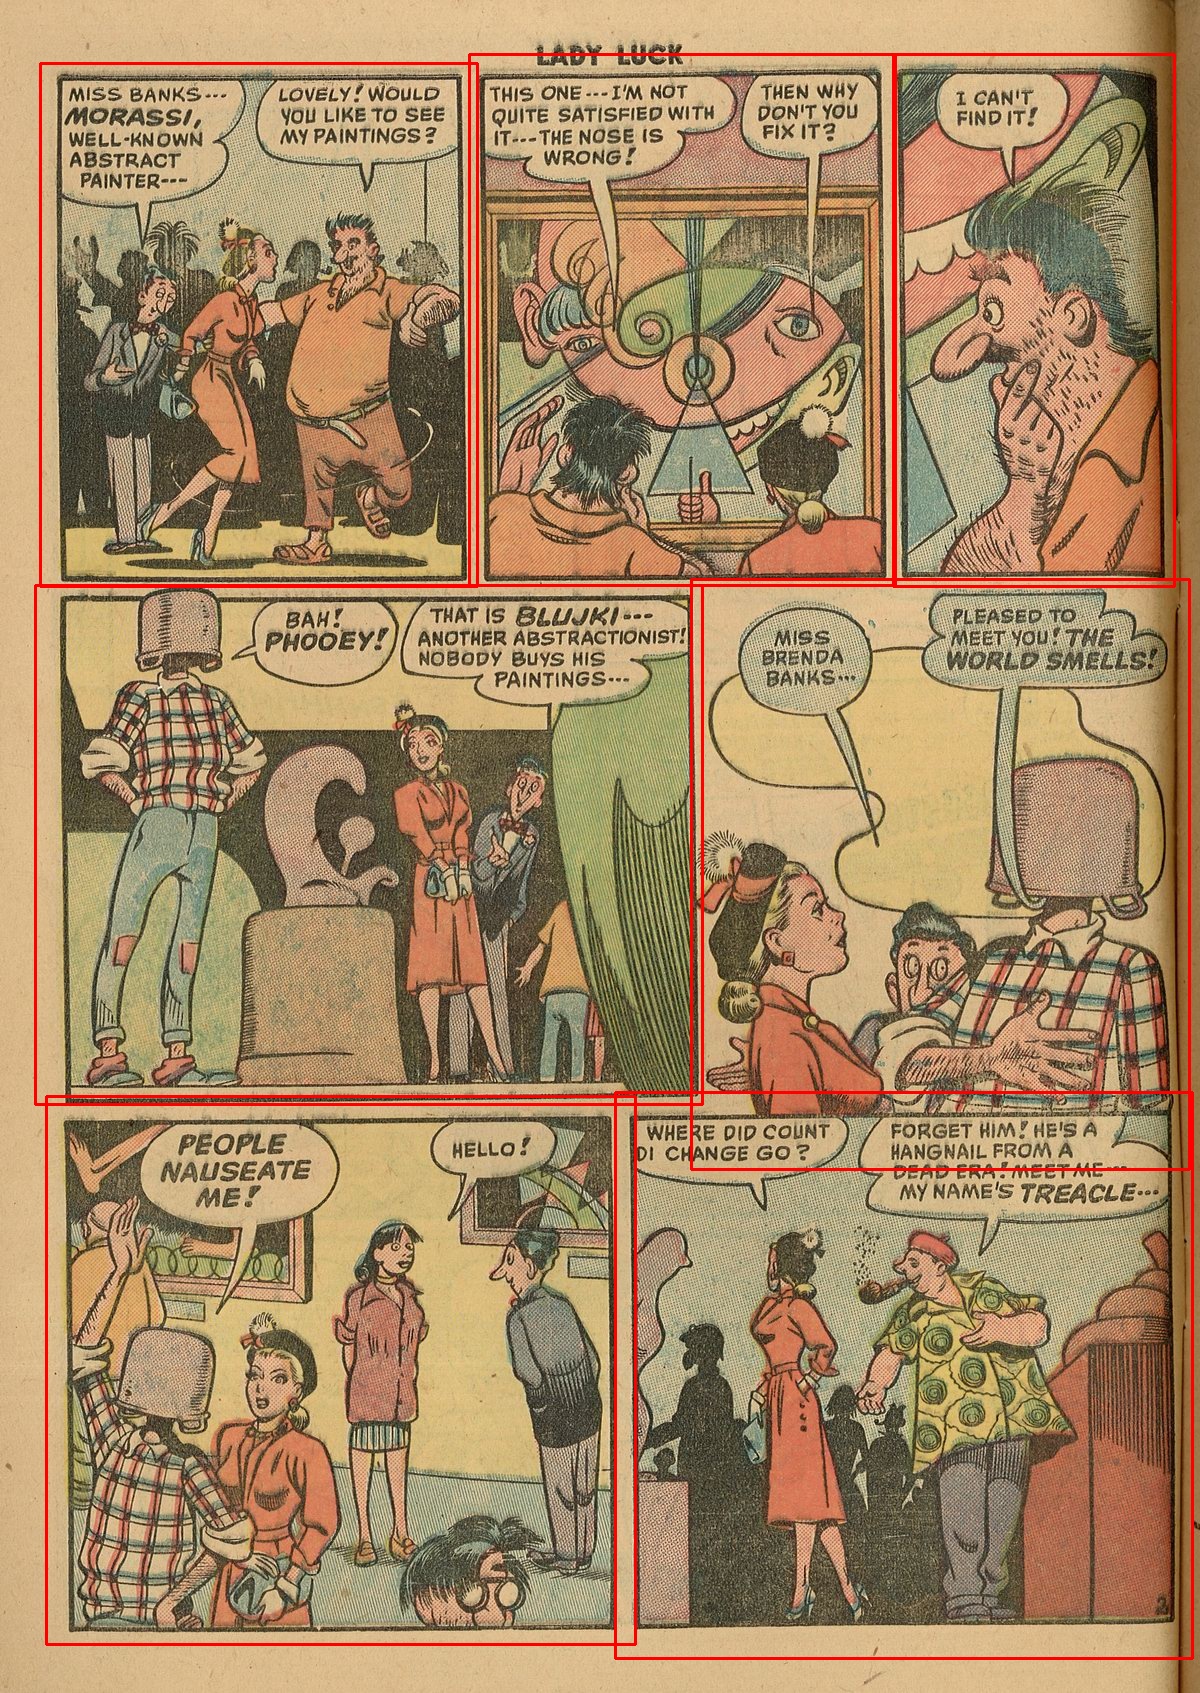 LADY LUCK
MISS BANKS---
MORASSI,
WELL-KNOWN
ABSTRACT
PAINTER---
LOVELY! WOULD
YOU LIKE TO SEE
MY PAINTINGS?
THIS ONE---I'M NOT
QUITE SATISFIED WITH
IT---THE NOSE IS
WRONG!
THEN WHY
DON'T YOU
FIX IT?
I CAN'T
FIND IT!
BAH!
PHOOEY!
THAT IS BLUJKI---
ANOTHER ABSTRACTIONIST!
NOBODY BUYS HIS
PAINTINGS---
MISS
BRENDA
BANKS---
PLEASED TO
MEET YOU! THE
WORLD SMELLS!
PEOPLE
NAUSEATE
ME!
HELLO!
WHERE DID COUNT
DI CHANGE GO?
FORGET HIM! HE'S A
HANGNAIL FROM A
DEAD ERA! MEET ME---
MY NAME'S TREACLE---
2